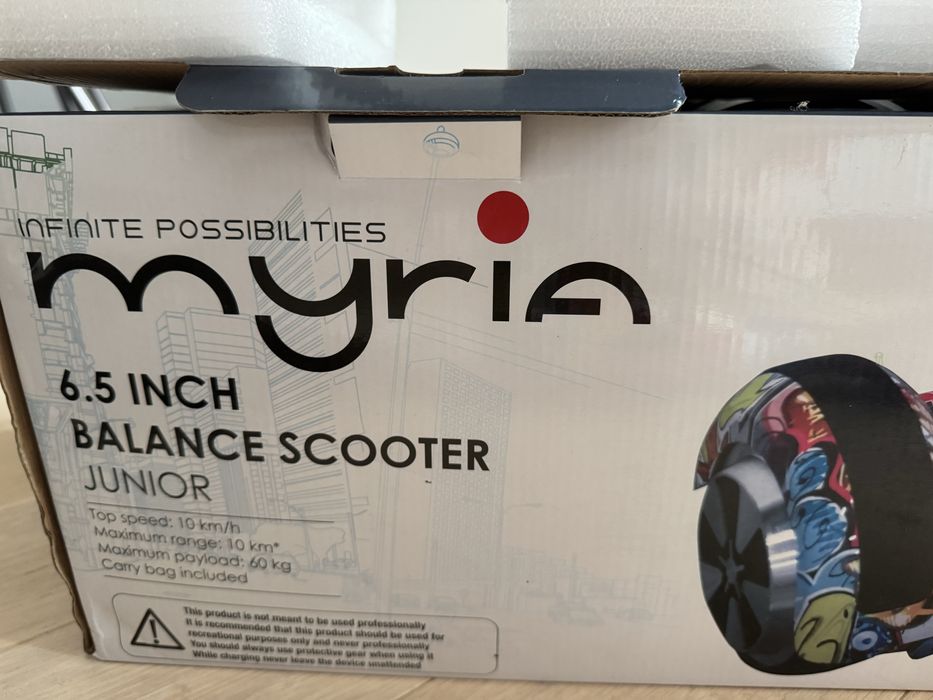 INFINITE POSSIBILITIES
myria
6.5 INCH
BALANCE SCOOTER
JUNIOR
Top speed: 10 km/h
Maximum range: 10 km*
Maximum payload: 60 kg
Carry bag included
This product is not meant to be used professionally
It is recommended that this product should be used for
recreational purposes only and never professionally
You should always use protective gear when using it
While charging never leave the device unattended